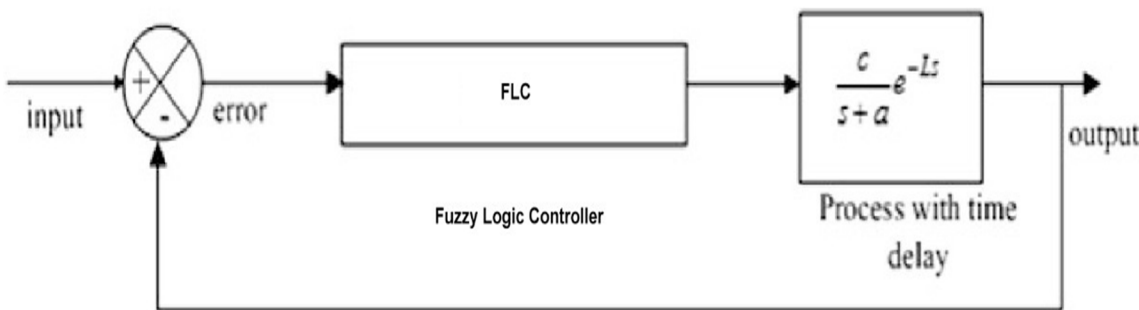 input
+
-
error
FLC
Fuzzy Logic Controller
c
s+a
e^-Ls
Process with time
delay
output